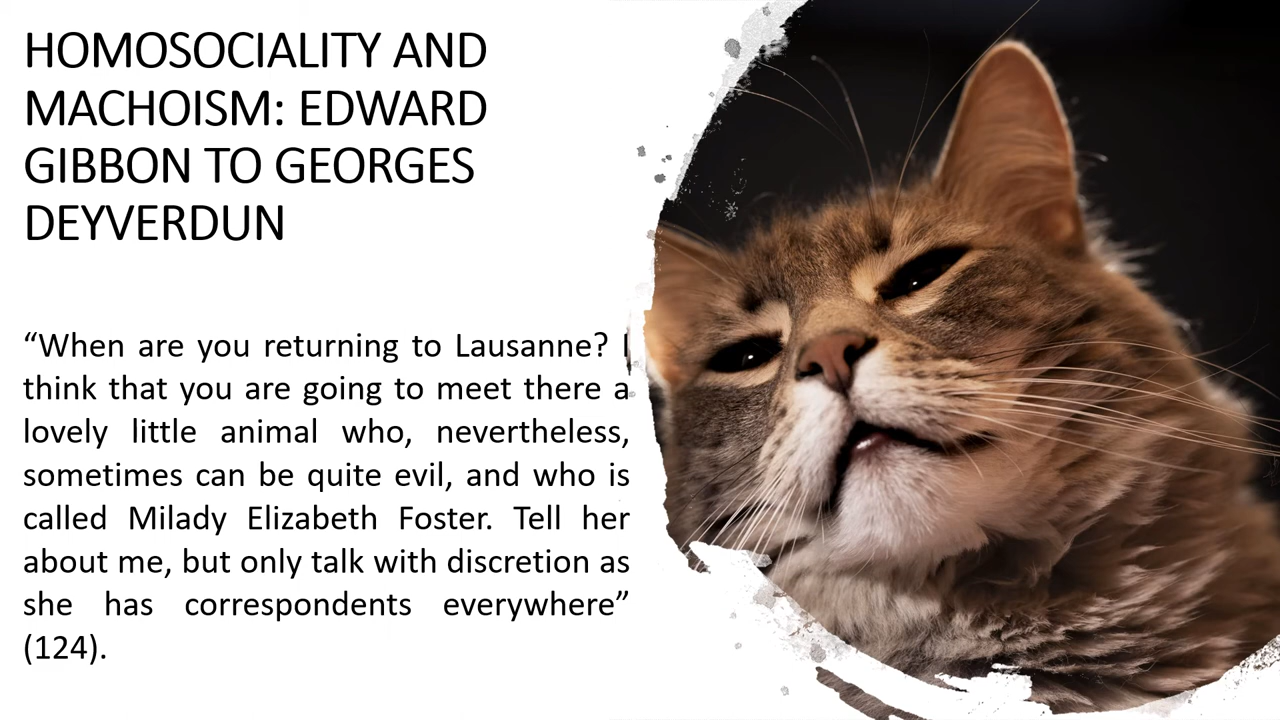 HOMOSOCIALITY AND
MACHOISM: EDWARD
GIBBON TO GEORGES
DEYVERDUN
“When are you returning to Lausanne? I
think that you are going to meet there a
lovely little animal who, nevertheless,
sometimes can be quite evil, and who is
called Milady Elizabeth Foster. Tell her
about me, but only talk with discretion as
she has correspondents everywhere”
(124).